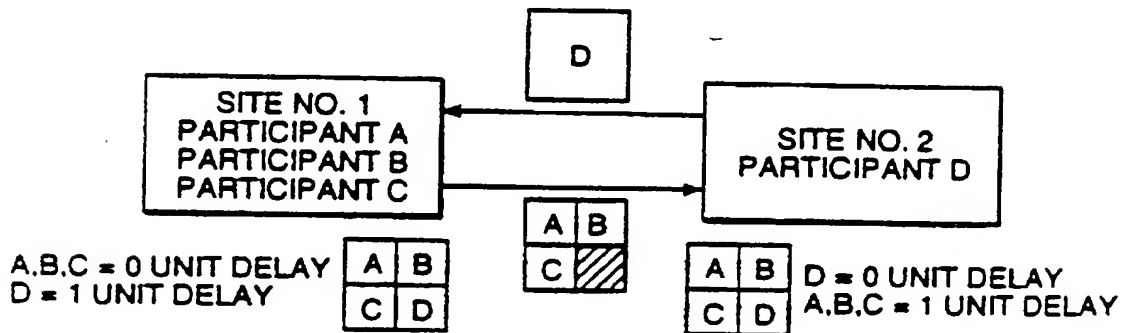 D
SITE NO. 1
PARTICIPANT A
PARTICIPANT B
PARTICIPANT C
SITE NO. 2
PARTICIPANT D
A B
C
A,B,C = 0 UNIT DELAY
D = 1 UNIT DELAY
A B
C D
A B
C D
D = 0 UNIT DELAY
A,B,C = 1 UNIT DELAY